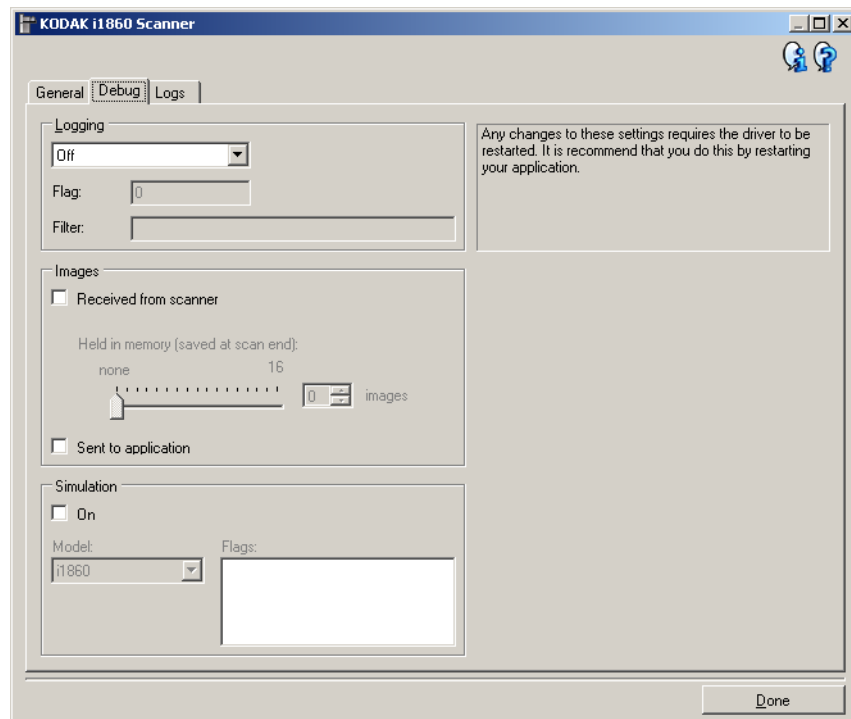 KODAK i1860 Scanner
General Debug Logs
Logging
Off
Flag: 0
Filter:
Any changes to these settings requires the driver to be
restarted. It is recommend that you do this by restarting
your application.
Images
Received from scanner
Held in memory (saved at scan end):
none 16
0 images
Sent to application
Simulation
On
Model: Flags:
i1860
Done